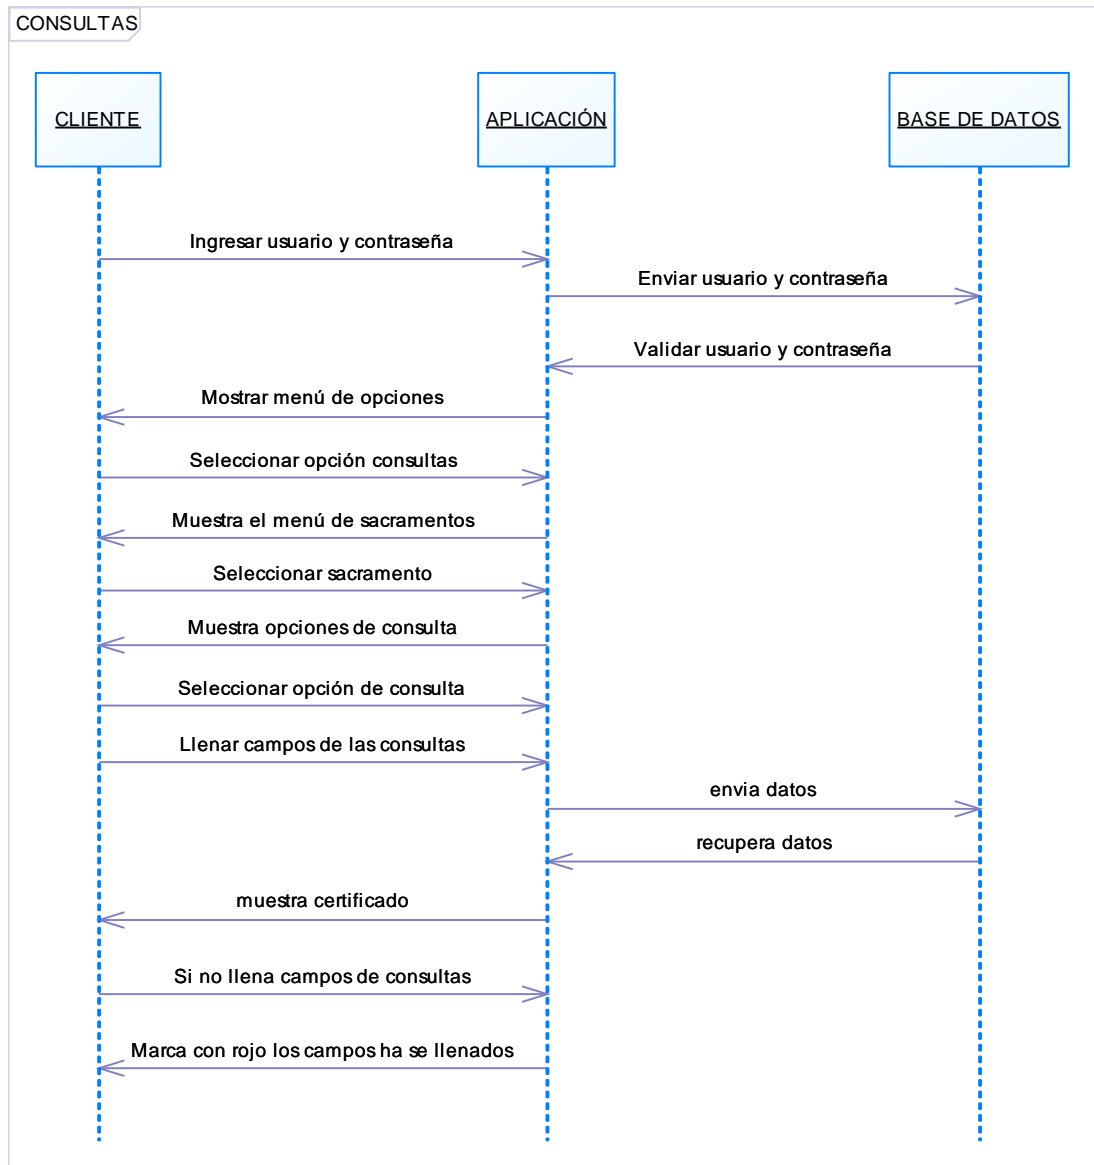 CONSULTAS
CLIENTE
APLICACIÓN
BASE DE DATOS
Ingresar usuario y contraseña
Enviar usuario y contraseña
Validar usuario y contraseña
Mostrar menú de opciones
Seleccionar opción consultas
Muestra el menú de sacramentos
Seleccionar sacramento
Muestra opciones de consulta
Seleccionar opción de consulta
Llenar campos de las consultas
envia datos
recupera datos
muestra certificado
Si no llena campos de consultas
Marca con rojo los campos ha se llenados